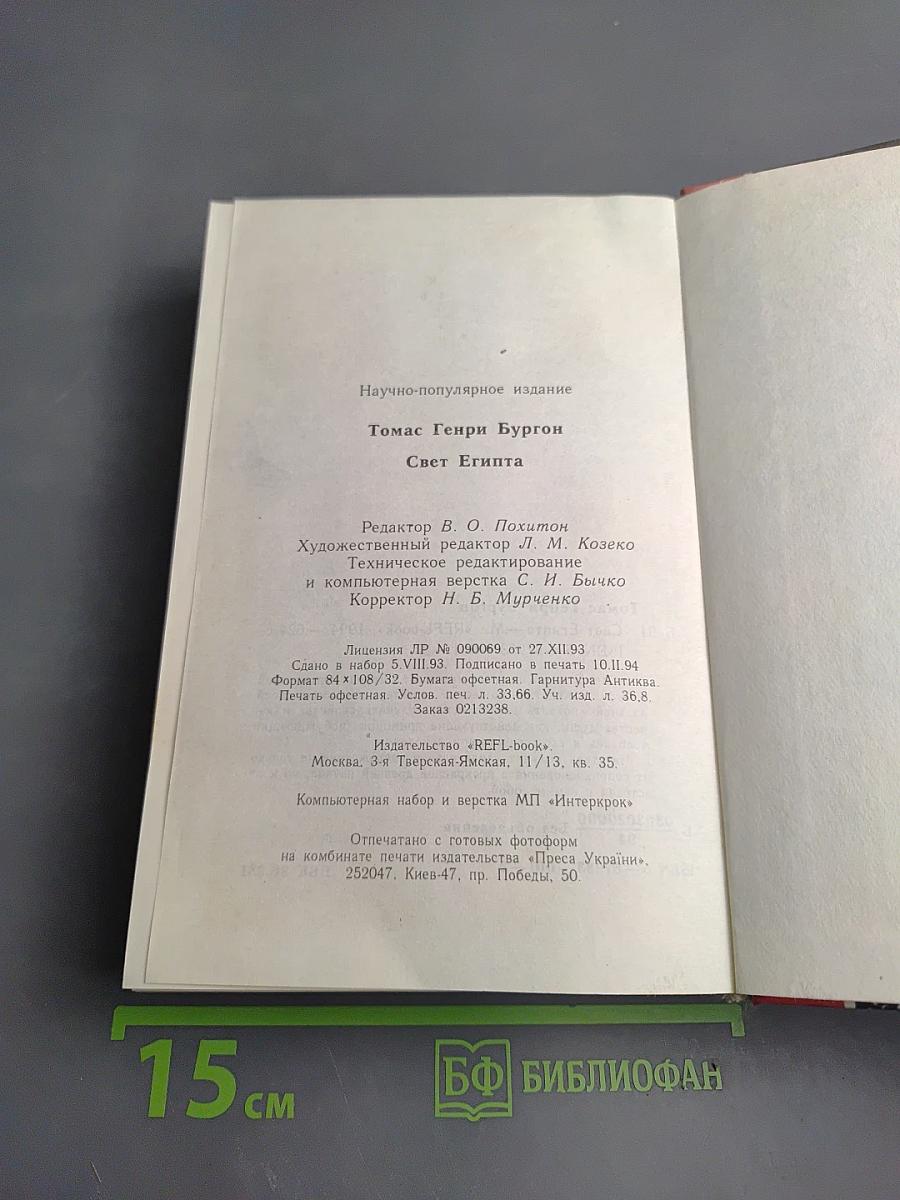 Научно-популярное издание
Томас Генри Бургон
Свет Египта
Редактор В. О. Похитон
Художественный редактор Л. М. Козеко
Техническое редактирование
и компьютерная верстка С. И. Бычко
Корректор Н. Б. Мурченко
Лицензия ЛР № 090069 от 27.XII.93
Сдано в набор 5.VIII.93. Подписано в печать 10.II.94
Формат 84×108/32. Бумага офсетная. Гарнитура Антиква.
Печать офсетная. Услов. печ. л. 33,66. Уч. изд. л. 36,8.
Заказ 0213238.
Издательство «REFL-book».
Москва, 3-я Тверская-Ямская, 11/13, кв. 35.
Компьютерная набор и верстка МП «Интеркрок»
Отпечатано с готовых фотоформ
на комбинате печати издательства «Преса України».
252047, Киев-47, пр. Победы, 50.
15 см
БФ БИБЛИОФАН